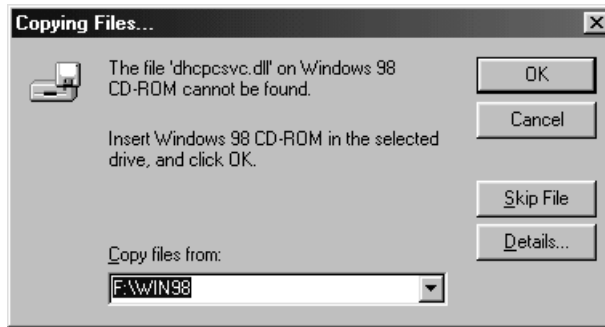 Copying Files...
The file 'dhcpcsvc.dll' on Windows 98
CD-ROM cannot be found.
Insert Windows 98 CD-ROM in the selected
drive, and click OK.
OK
Cancel
Skip File
Details...
Copy files from:
F:\WIN98